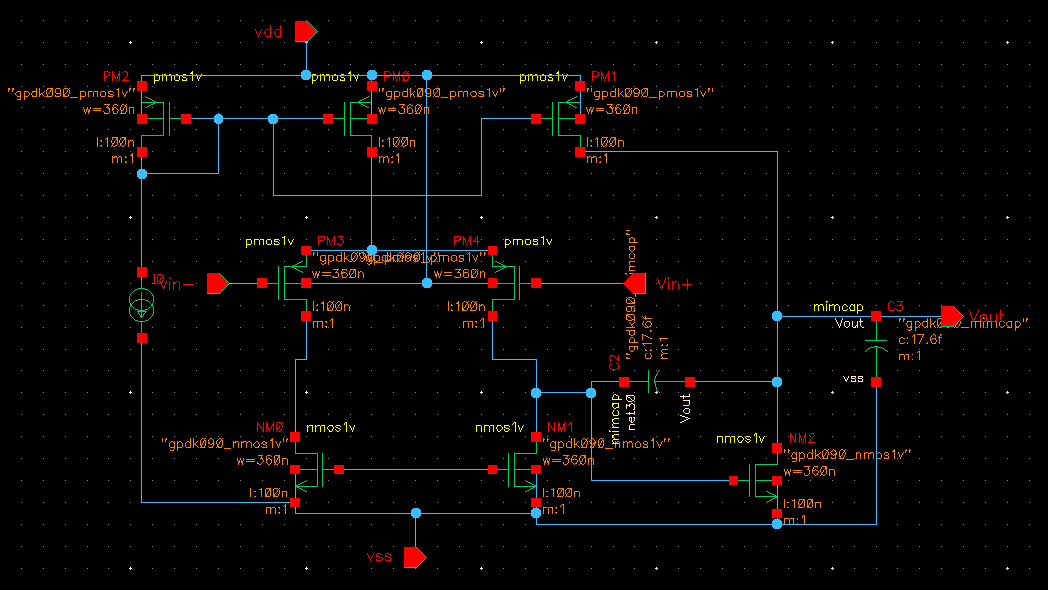 vdd
PM2
pmos1v
"gpdk090_pmos1v"
w=360n
l:100n
m:1
pmos1v
PM0
"gpdk090_pmos1v"
w=360n
l:100n
m:1
pmos1v
PM1
"gpdk090_pmos1v"
w=360n
l:100n
m:1
pmos1v
PM3
w=360n
l:100n
m:1
PM4
pmos1v
"gpdk090_pmos1v"
w=360n
l:100n
m:1
I0
Vin-
Vin+
C2
"gpdk090_mimcap"
c:17.6f
m:1
mimcap
net30
Vout
mimcap
C3
Vout
Vout
"gpdk090_mimcap"
c:17.6f
m:1
vss
NM0
nmos1v
"gpdk090_nmos1v"
w=360n
l:100n
m:1
nmos1v
NM1
"gpdk090_nmos1v"
w=360n
l:100n
m:1
nmos1v
NM2
"gpdk090_nmos1v"
w=360n
l:100n
m:1
vss